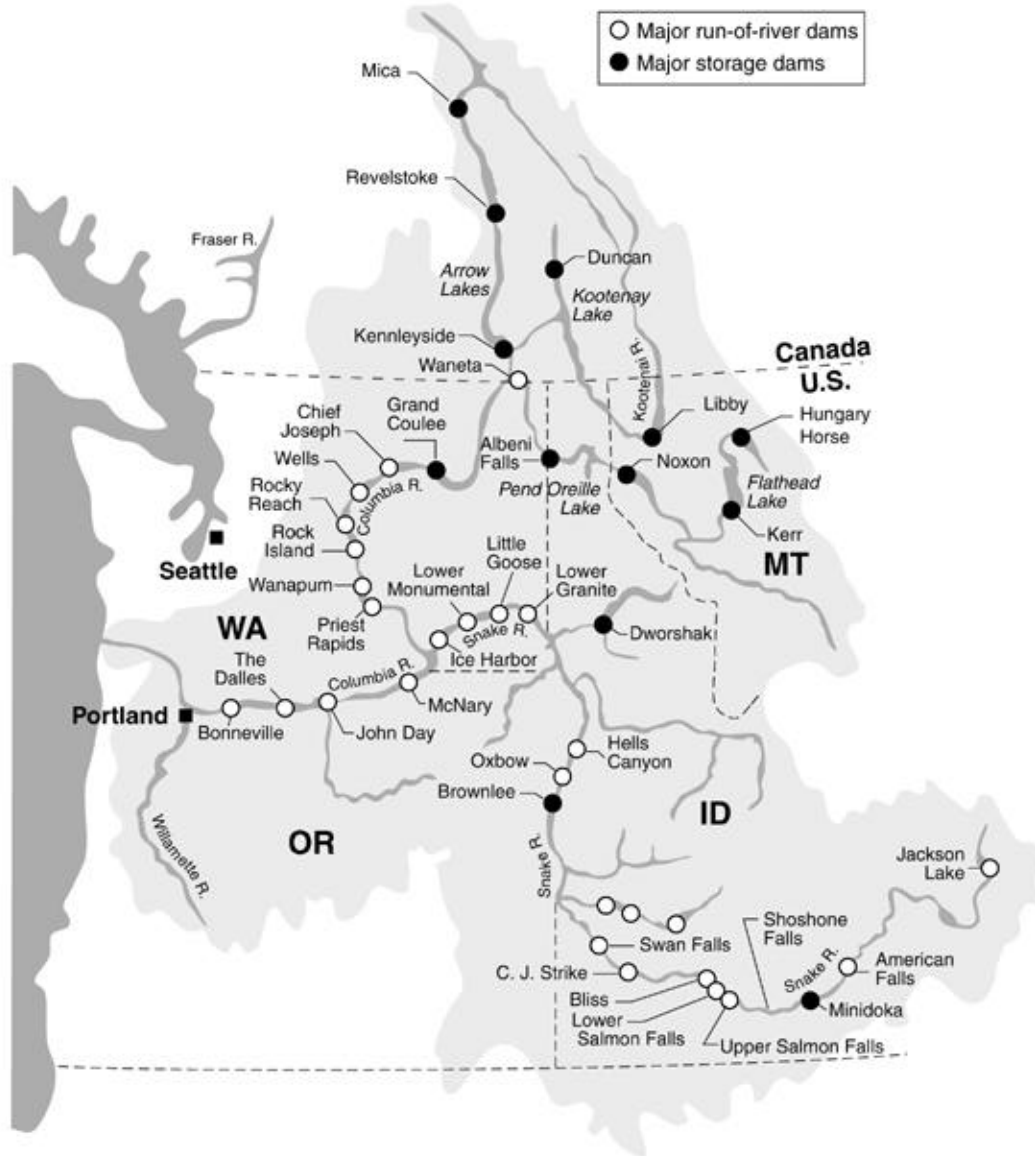 Major run-of-river dams
Major storage dams
Mica
Revelstoke
Fraser R.
Duncan
Arrow
Lakes
Kootenay
Lake
Kennleyside
Waneta
Kootenai R.
Canada
U.S.
Chief
Joseph
Grand
Coulee
Libby
Hungary
Horse
Wells
Albeni
Falls
Noxon
Rocky
Reach
Columbia R.
Pend Oreille
Lake
Flathead
Lake
Kerr
Rock
Island
Little
Goose
MT
Seattle
Wanapum
Lower
Monumental
Lower
Granite
Priest
Rapids
Snake R.
WA
Dworshak
Ice Harbor
The
Dalles
Columbia R.
McNary
Portland
Bonneville
John Day
Hells
Canyon
Oxbow
Brownlee
ID
OR
Willamette R.
Snake R.
Jackson
Lake
Shoshone
Falls
Swan Falls
Snake R.
American
Falls
C. J. Strike
Bliss
Minidoka
Lower
Salmon Falls
Upper Salmon Falls